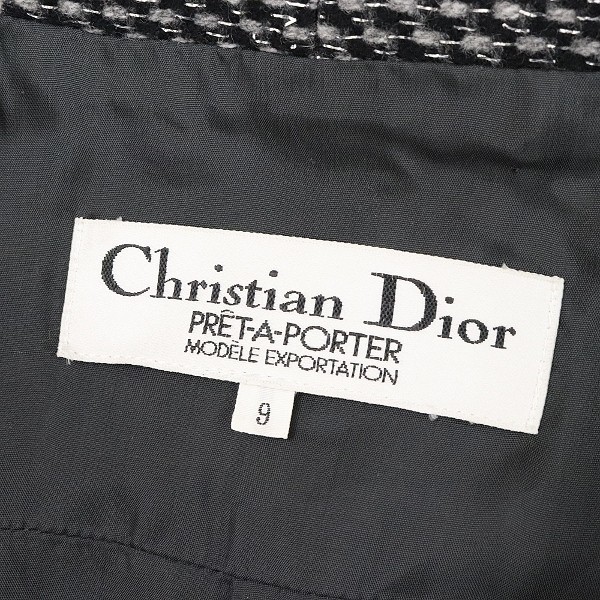 Christian Dior
PRÊT-A-PORTER
MODÈLE EXPORTATION
9